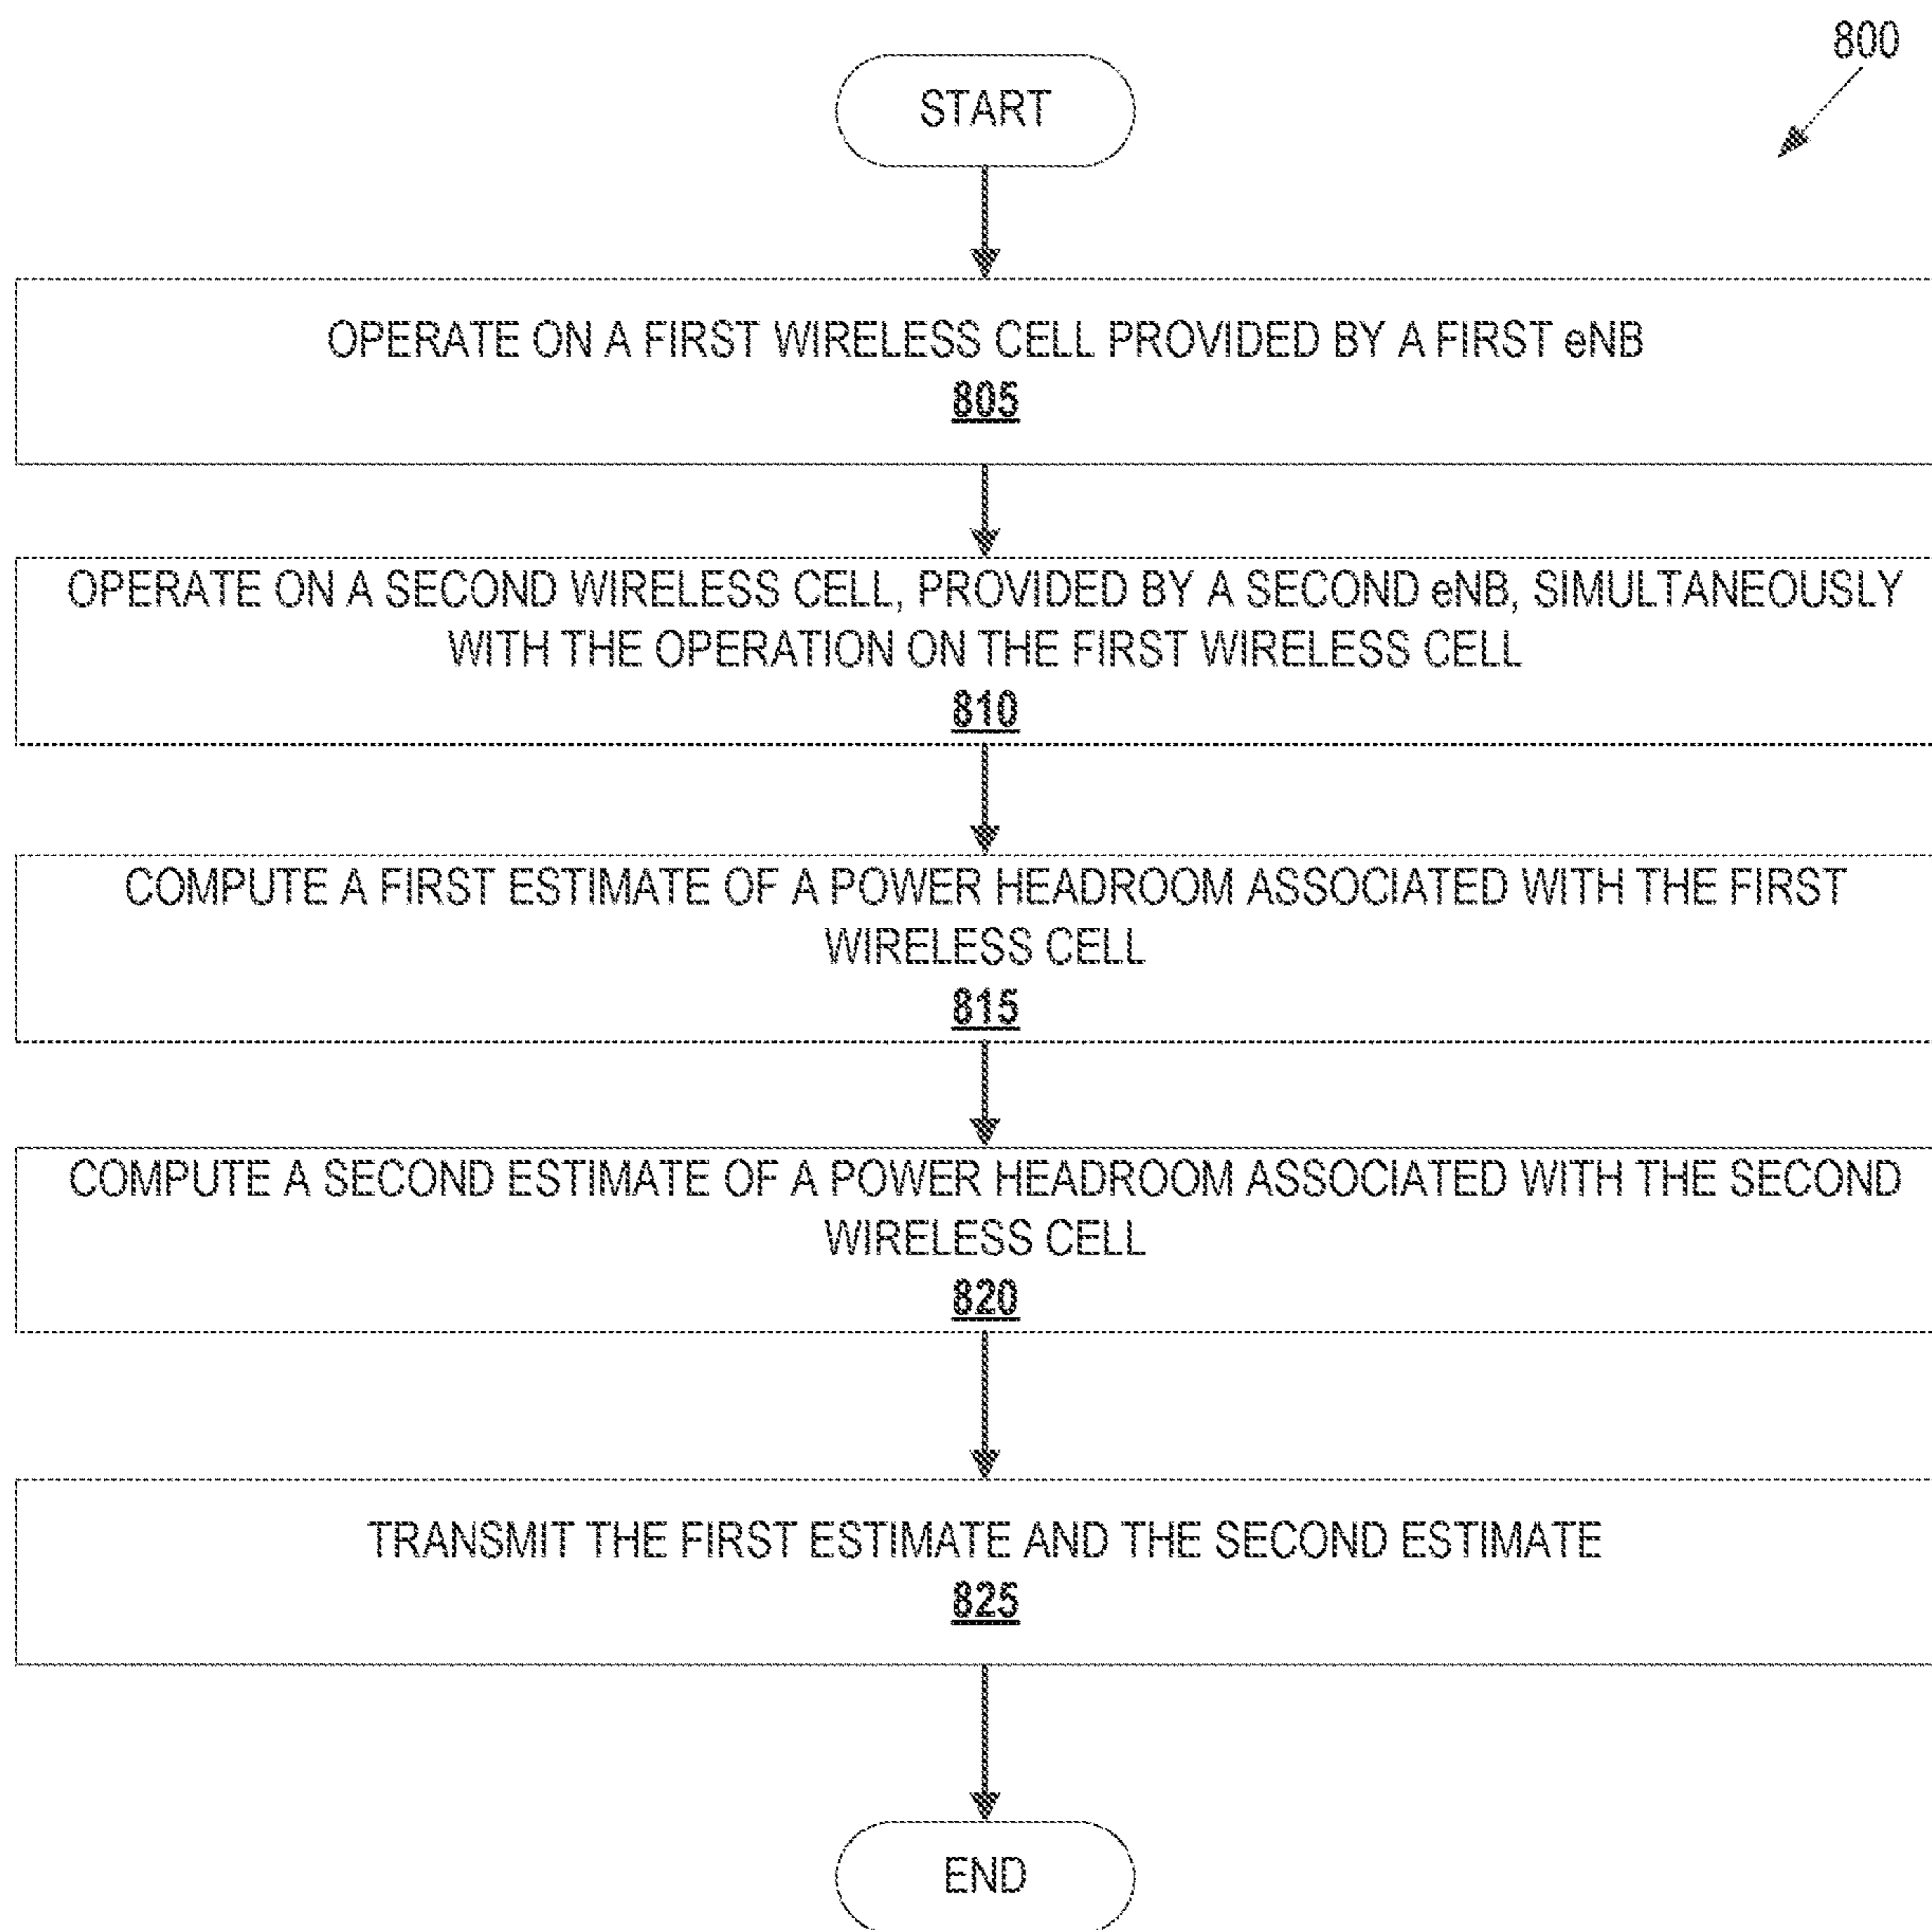 800
START
OPERATE ON A FIRST WIRELESS CELL PROVIDED BY A FIRST eNB
805
OPERATE ON A SECOND WIRELESS CELL, PROVIDED BY A SECOND eNB, SIMULTANEOUSLY
WITH THE OPERATION ON THE FIRST WIRELESS CELL
810
COMPUTE A FIRST ESTIMATE OF A POWER HEADROOM ASSOCIATED WITH THE FIRST
WIRELESS CELL
815
COMPUTE A SECOND ESTIMATE OF A POWER HEADROOM ASSOCIATED WITH THE SECOND
WIRELESS CELL
820
TRANSMIT THE FIRST ESTIMATE AND THE SECOND ESTIMATE
825
END